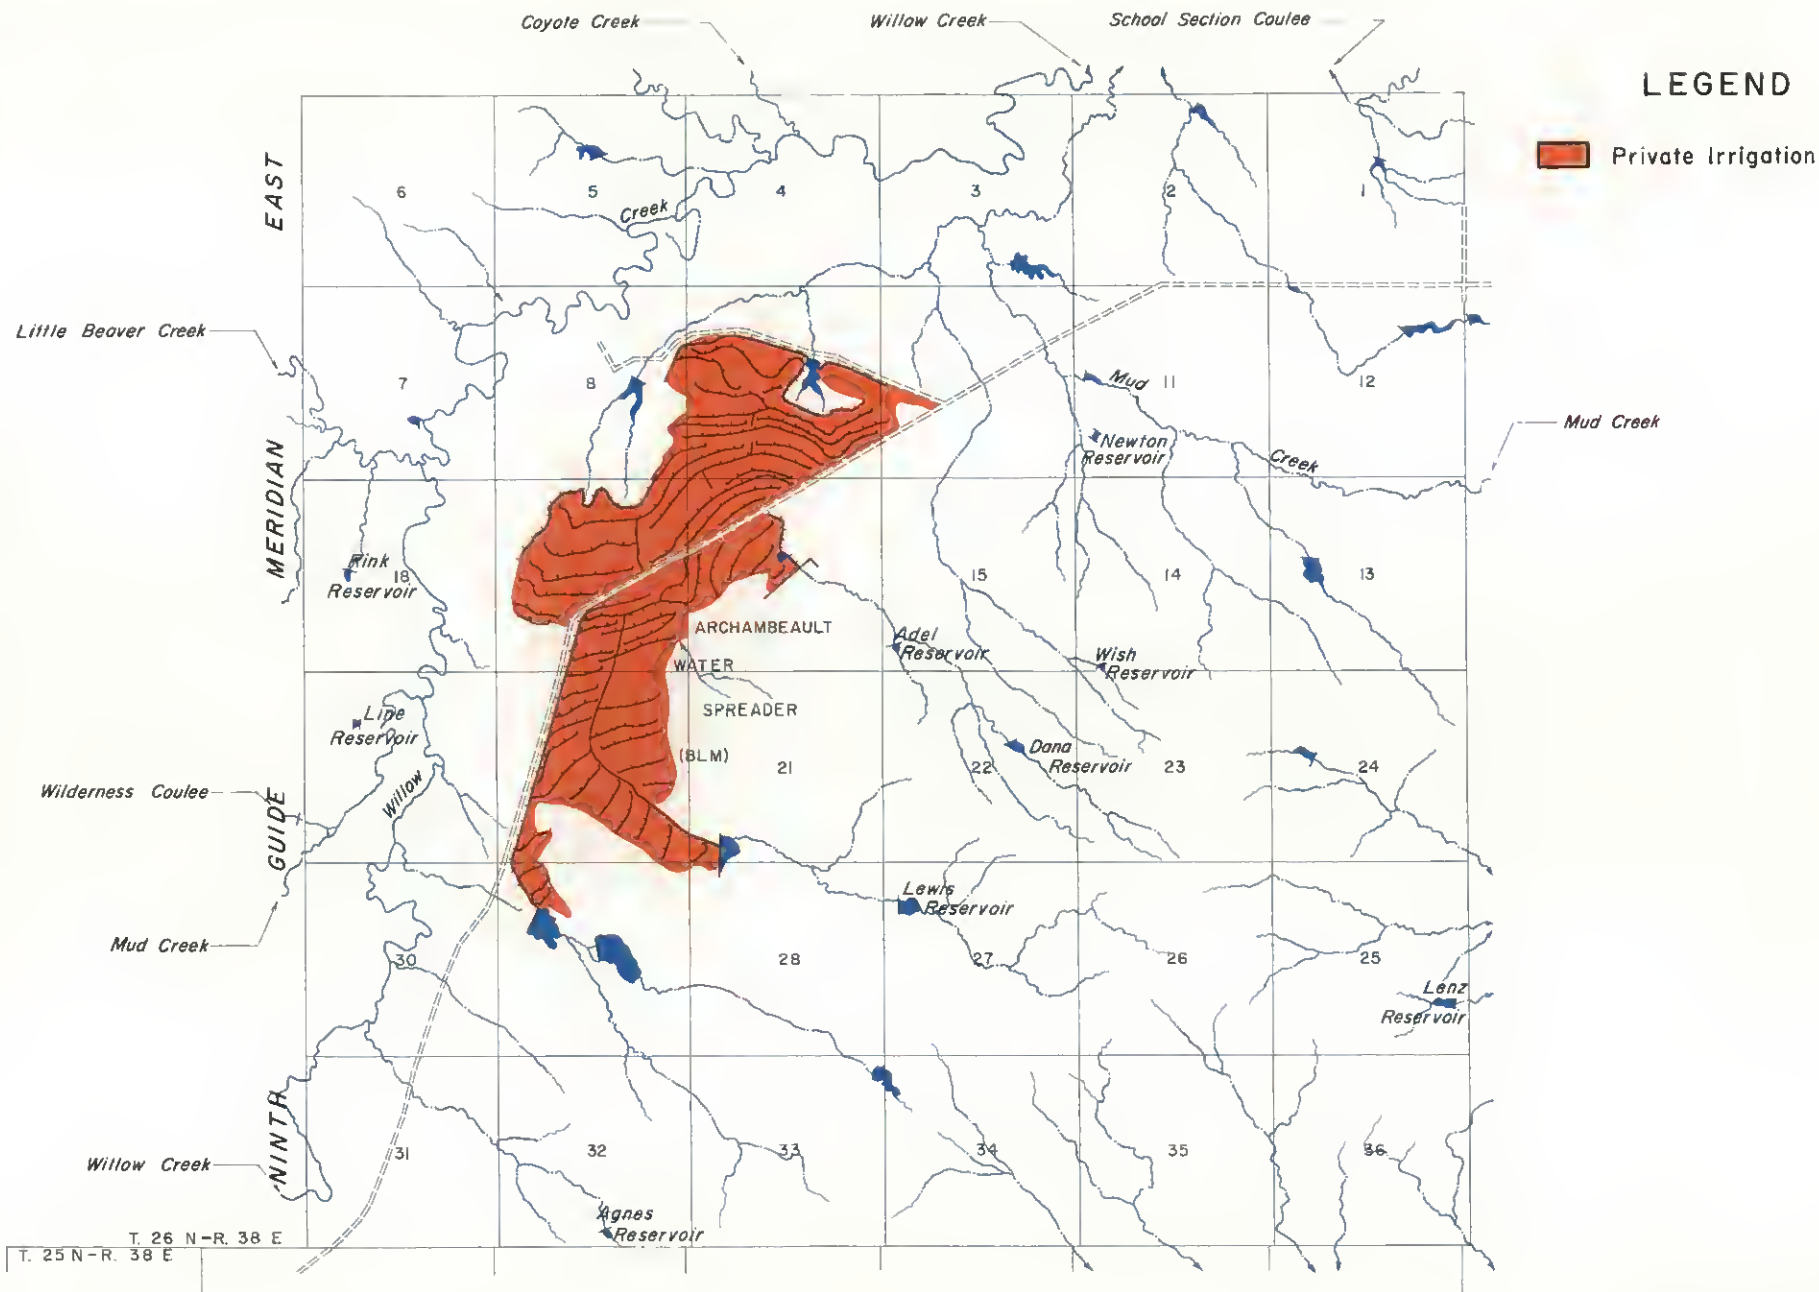 Coyote Creek
Willow Creek
School Section Coulee
LEGEND
Private Irrigation
EAST
6
5
4
3
2
1
Creek
Little Beaver Creek
7
8
Mud
11
12
Mud Creek
Newton
Reservoir
Creek
MERIDIAN
Rink
18
Reservoir
15
14
13
ARCHAMBEAULT
WATER
SPREADER
(BLM)
Adel
Reservoir
Wish
Reservoir
Line
Reservoir
Dana
Reservoir
21
22
23
24
Wilderness Coulee
Willow
GUIDE
Lewis
Reservoir
Mud Creek
30
28
27
26
25
Lenz
Reservoir
NINTH
Willow Creek
31
32
33
34
35
36
Agnes
Reservoir
T. 26 N-R. 38 E
T. 25 N-R. 38 E